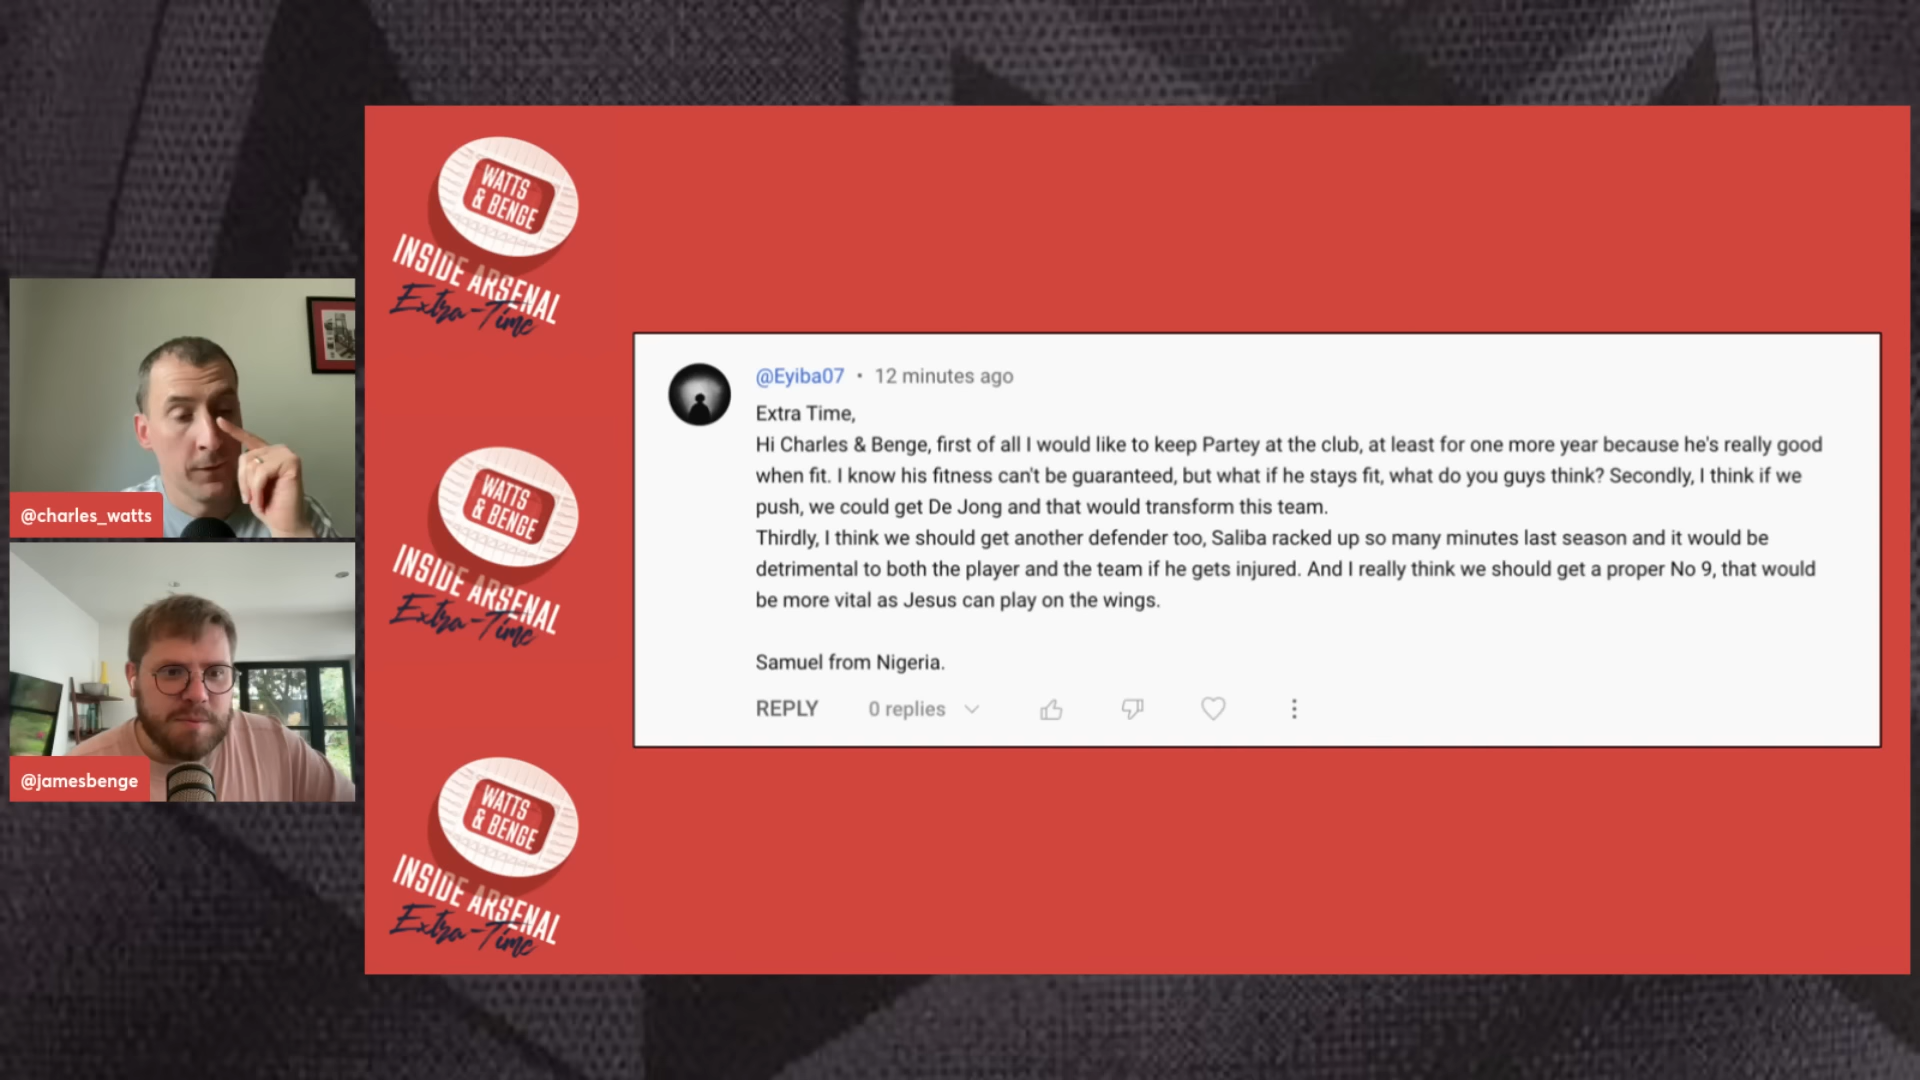 WATTS
& BENGE
INSIDE ARSENAL
Extra-Time
@charles_watts
@jamesbenge
WATTS
& BENGE
INSIDE ARSENAL
Extra-Time
WATTS
& BENGE
INSIDE ARSENAL
Extra-Time
@Eyiba07 • 12 minutes ago
Extra Time,
Hi Charles & Benge, first of all I would like to keep Partey at the club, at least for one more year because he's really good
when fit. I know his fitness can't be guaranteed, but what if he stays fit, what do you guys think? Secondly, I think if we
push, we could get De Jong and that would transform this team.
Thirdly, I think we should get another defender too, Saliba racked up so many minutes last season and it would be
detrimental to both the player and the team if he gets injured. And I really think we should get a proper No 9, that would
be more vital as Jesus can play on the wings.
Samuel from Nigeria.
REPLY 0 replies